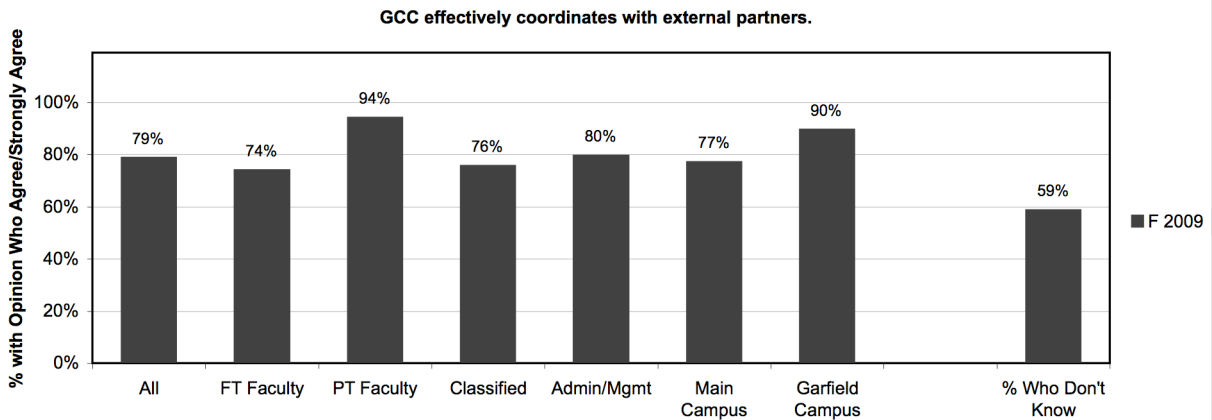 GCC effectively coordinates with external partners.
% with Opinion Who Agree/Strongly Agree
100%
80%
60%
40%
20%
0%
79%
74%
94%
76%
80%
77%
90%
59%
All
FT Faculty
PT Faculty
Classified
Admin/Mgmt
Main
Campus
Garfield
Campus
% Who Don't
Know
F 2009